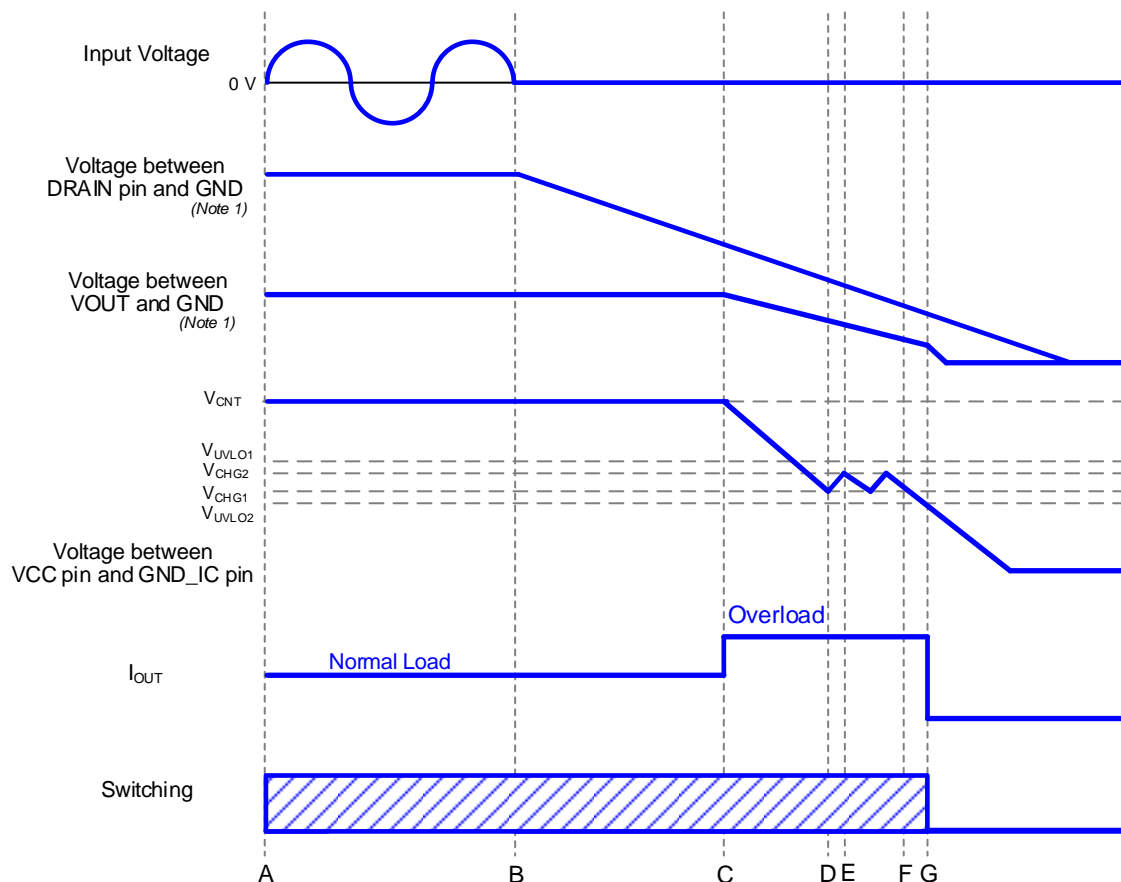 Input Voltage
0 V
Voltage between
DRAIN pin and GND
(Note 1)
Voltage between
VOUT and GND
(Note 1)
VCNT
VUVLO1
VCHG2
VCHG1
VUVLO2
Voltage between
VCC pin and GND_IC pin
Overload
Normal Load
IOUT
Switching
A B C D E F G